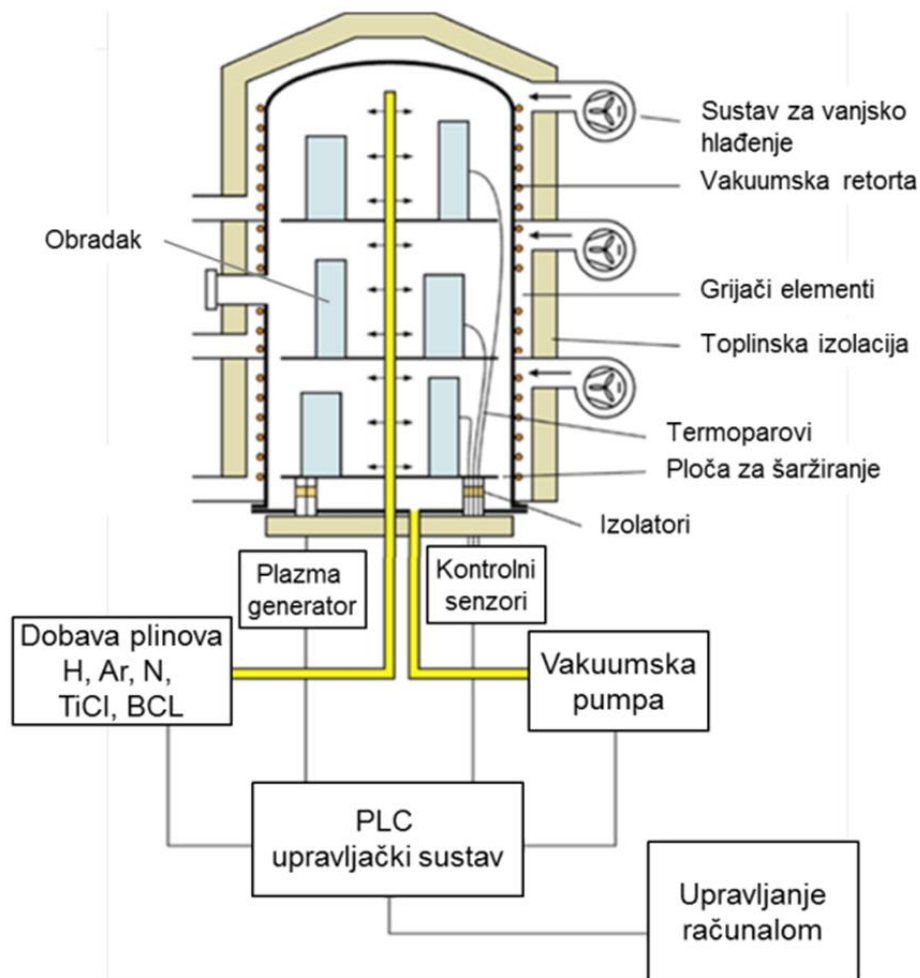 Sustav za vanjsko
hlađenje
Vakuumska retorta
Obradak
Grijači elementi
Toplinska izolacija
Termoparovi
Ploča za šaržiranje
Izolatori
Plazma
generator
Kontrolni
senzori
Dobava plinova
H, Ar, N,
TiCl, BCL
Vakuumska
pumpa
PLC
upravljački sustav
Upravljanje
računalom